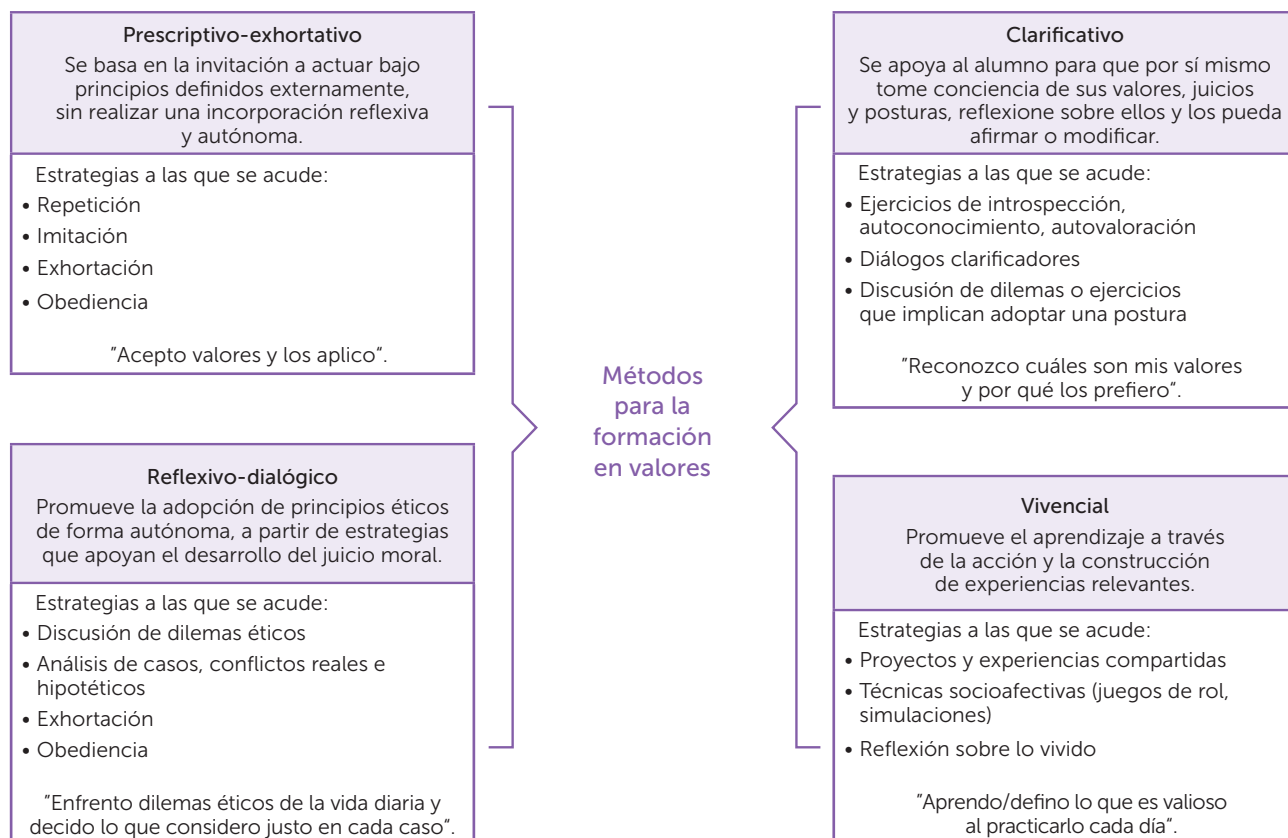 Prescriptivo-exhortativo
Se basa en la invitación a actuar bajo
principios definidos externamente,
sin realizar una incorporación reflexiva
y autónoma.
Estrategias a las que se acude:
• Repetición
• Imitación
• Exhortación
• Obediencia
"Acepto valores y los aplico".
Reflexivo-dialógico
Promueve la adopción de principios éticos
de forma autónoma, a partir de estrategias
que apoyan el desarrollo del juicio moral.
Estrategias a las que se acude:
• Discusión de dilemas éticos
• Análisis de casos, conflictos reales e
hipotéticos
• Exhortación
• Obediencia
"Enfrento dilemas éticos de la vida diaria y
decido lo que considero justo en cada caso".
Métodos
para la
formación
en valores
Clarificativo
Se apoya al alumno para que por sí mismo
tome conciencia de sus valores, juicios
y posturas, reflexione sobre ellos y los pueda
afirmar o modificar.
Estrategias a las que se acude:
• Ejercicios de introspección,
autoconocimiento, autovaloración
• Diálogos clarificadores
• Discusión de dilemas o ejercicios
que implican adoptar una postura
"Reconozco cuáles son mis valores
y por qué los prefiero".
Vivencial
Promueve el aprendizaje a través
de la acción y la construcción
de experiencias relevantes.
Estrategias a las que se acude:
• Proyectos y experiencias compartidas
• Técnicas socioafectivas (juegos de rol,
simulaciones)
• Reflexión sobre lo vivido
"Aprendo/defino lo que es valioso
al practicarlo cada día".